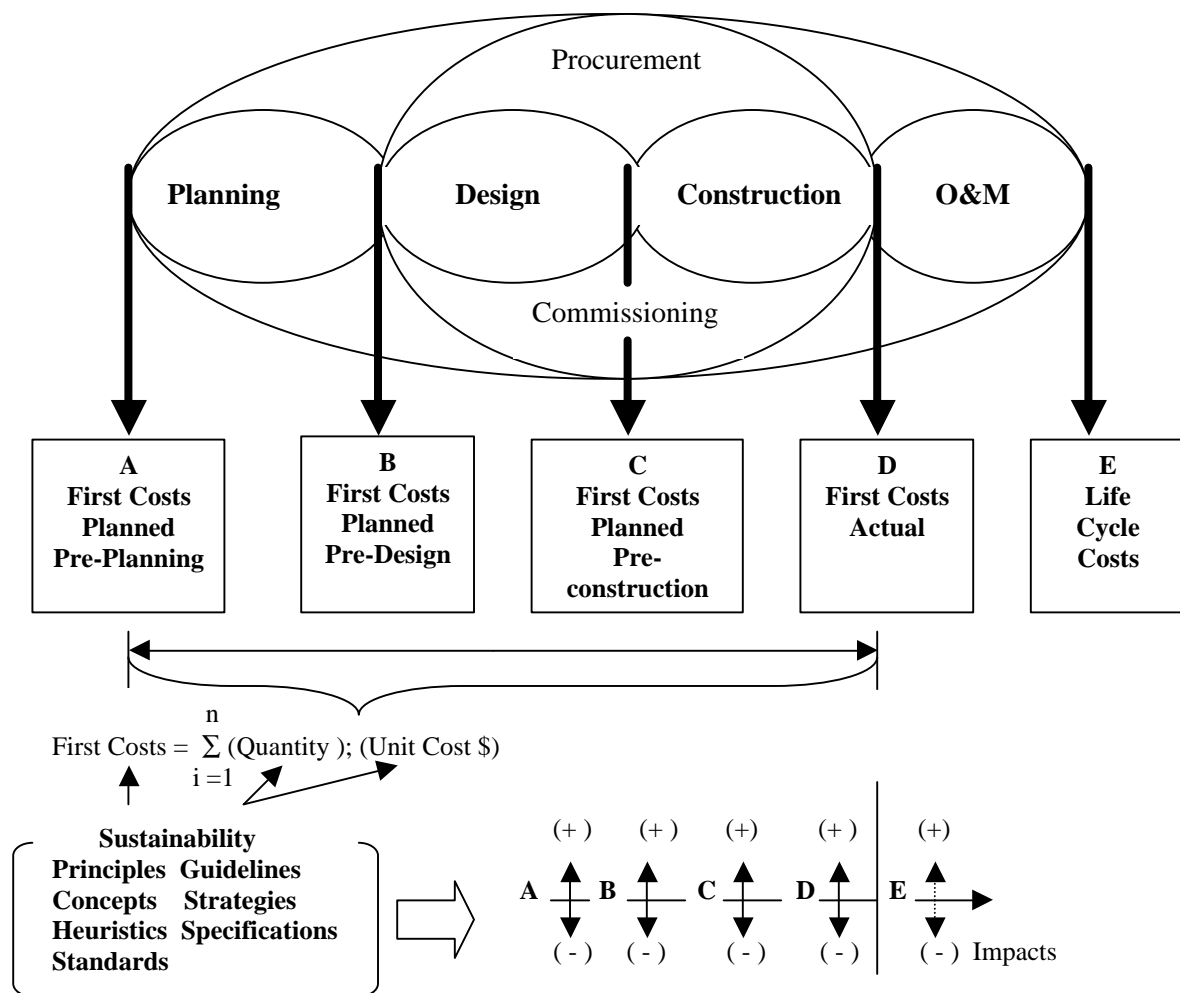 Procurement
Planning
Design
Construction
O&M
Commissioning
A
First Costs
Planned
Pre-Planning
B
First Costs
Planned
Pre-Design
C
First Costs
Planned
Pre-
construction
D
First Costs
Actual
E
Life
Cycle
Costs
n
First Costs = Σ (Quantity ); (Unit Cost $)
i =1
Sustainability
Principles Guidelines
Concepts Strategies
Heuristics Specifications
Standards
(+ ) (+ ) (+) (+ ) (+)
A B C D E
(- ) (- ) (- ) (- ) (- ) Impacts